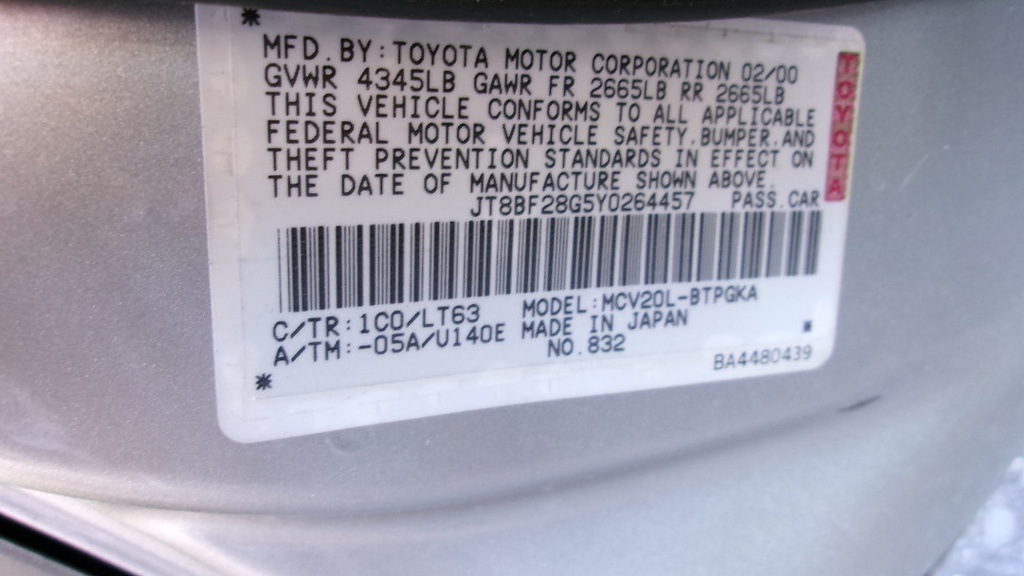 MFD. BY: TOYOTA MOTOR CORPORATION 02/00
GVWR 4345LB GAWR FR 2665LB RR 2665LB
THIS VEHICLE CONFORMS TO ALL APPLICABLE
FEDERAL MOTOR VEHICLE SAFETY, BUMPER, AND
THEFT PREVENTION STANDARDS IN EFFECT ON
THE DATE OF MANUFACTURE SHOWN ABOVE.
JT8BF28G5Y0264457 PASS. CAR
TOYOTA
C/TR: 1C0/LT63 MODEL: MCV20L-BTPGKA
A/TM: -05A/U140E MADE IN JAPAN
NO. 832
BA4480439